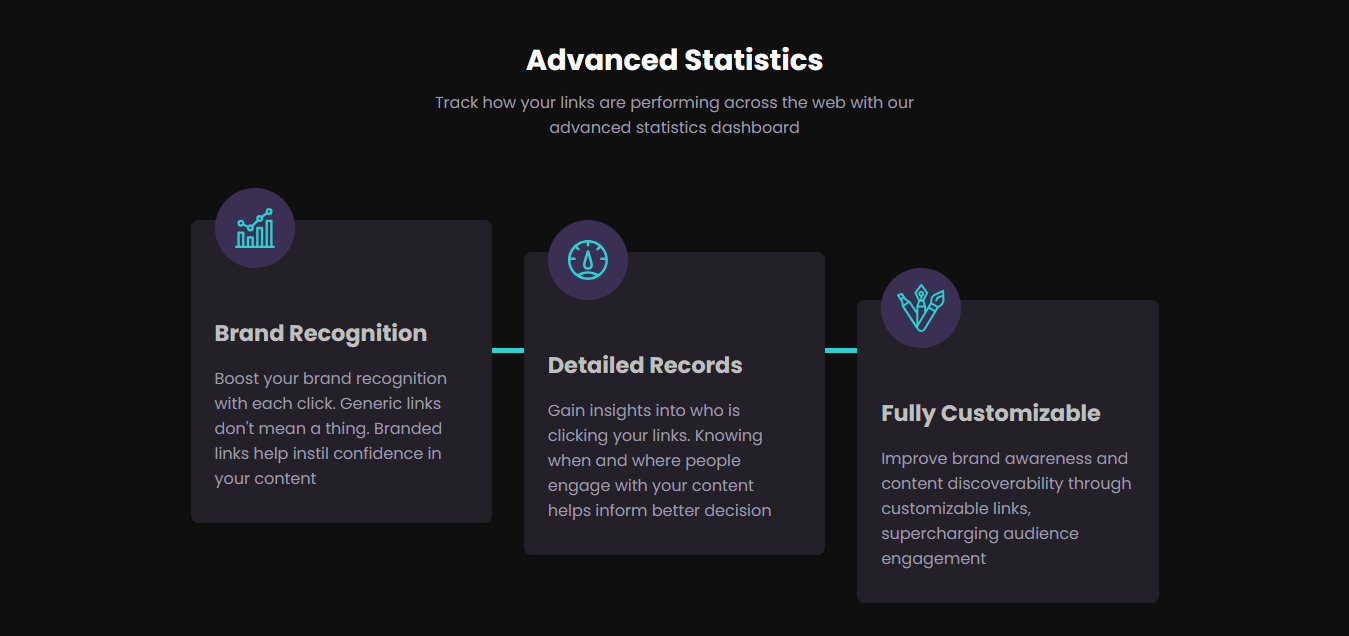 Advanced Statistics
Track how your links are performing across the web with our
advanced statistics dashboard
Brand Recognition
Boost your brand recognition
with each click. Generic links
don't mean a thing. Branded
links help instil confidence in
your content
Detailed Records
Gain insights into who is
clicking your links. Knowing
when and where people
engage with your content
helps inform better decision
Fully Customizable
Improve brand awareness and
content discoverability through
customizable links,
supercharging audience
engagement